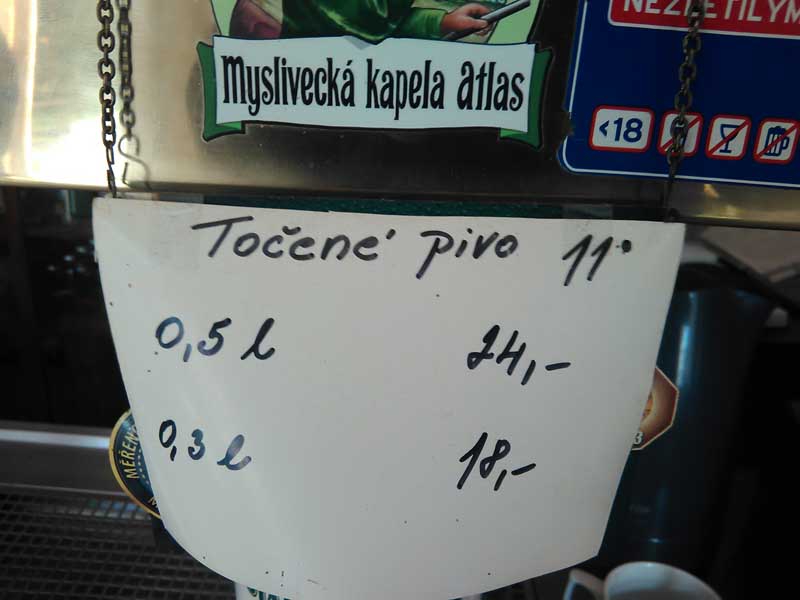 Myslivecká kapela atlas
<18
Točené pivo 11°
0,5 l 24,-
0,3 l 18,-